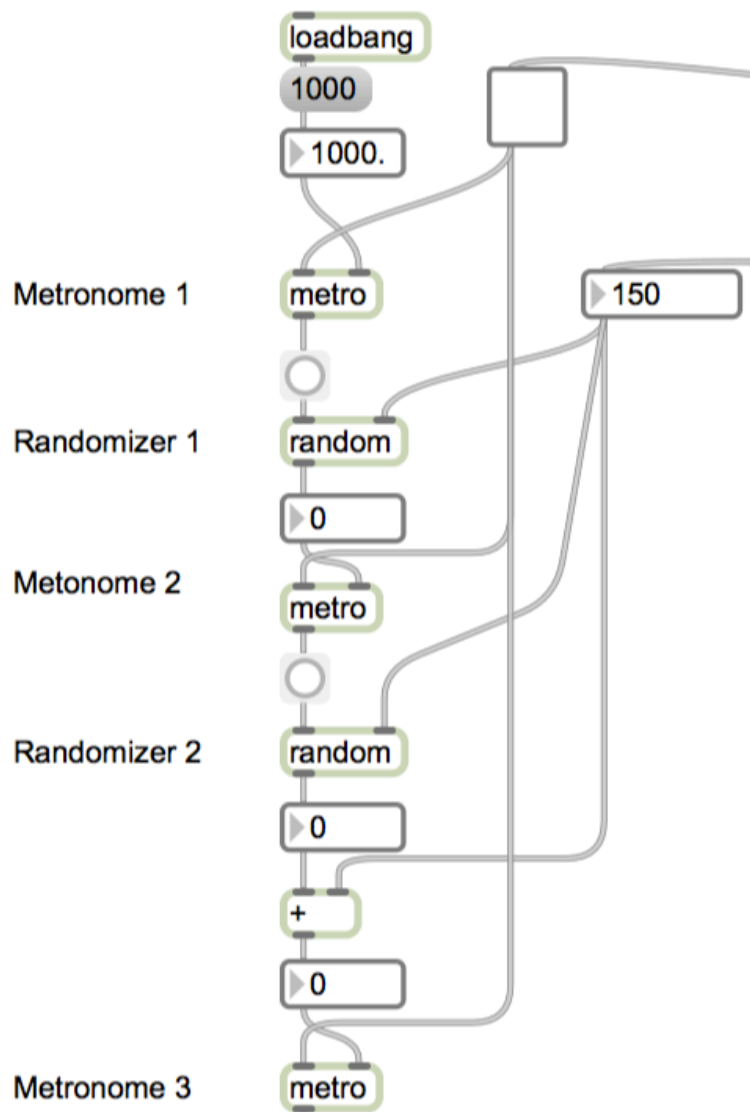 loadbang
1000
1000.
Metronome 1
metro
150
Randomizer 1
random
0
Metonome 2
metro
Randomizer 2
random
0
+
0
Metronome 3
metro